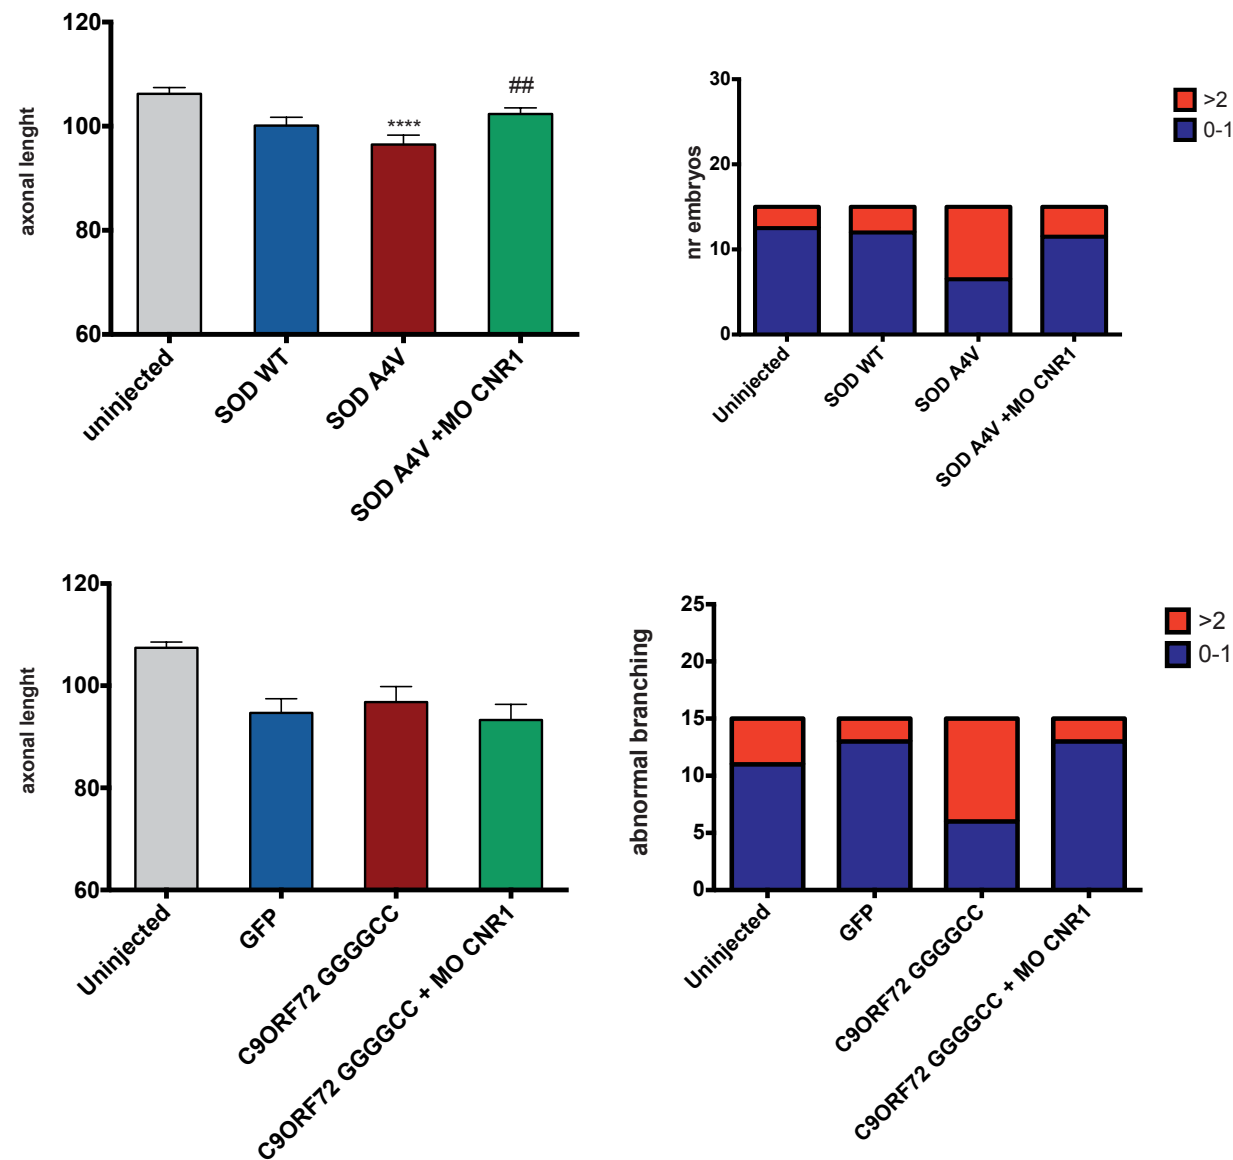 120
100
80
60
axonal lenght
****
##
uninjected
SOD WT
SOD A4V
SOD A4V +MO CNR1
30
20
10
0
nr embryos
>2
0-1
Uninjected
SOD WT
SOD A4V
SOD A4V +MO CNR1
120
100
80
60
axonal lenght
Uninjected
GFP
C9ORF72 GGGGCC
C9ORF72 GGGGCC + MO CNR1
25
20
15
10
5
0
abnormal branching
>2
0-1
Uninjected
GFP
C9ORF72 GGGGCC
C9ORF72 GGGGCC + MO CNR1